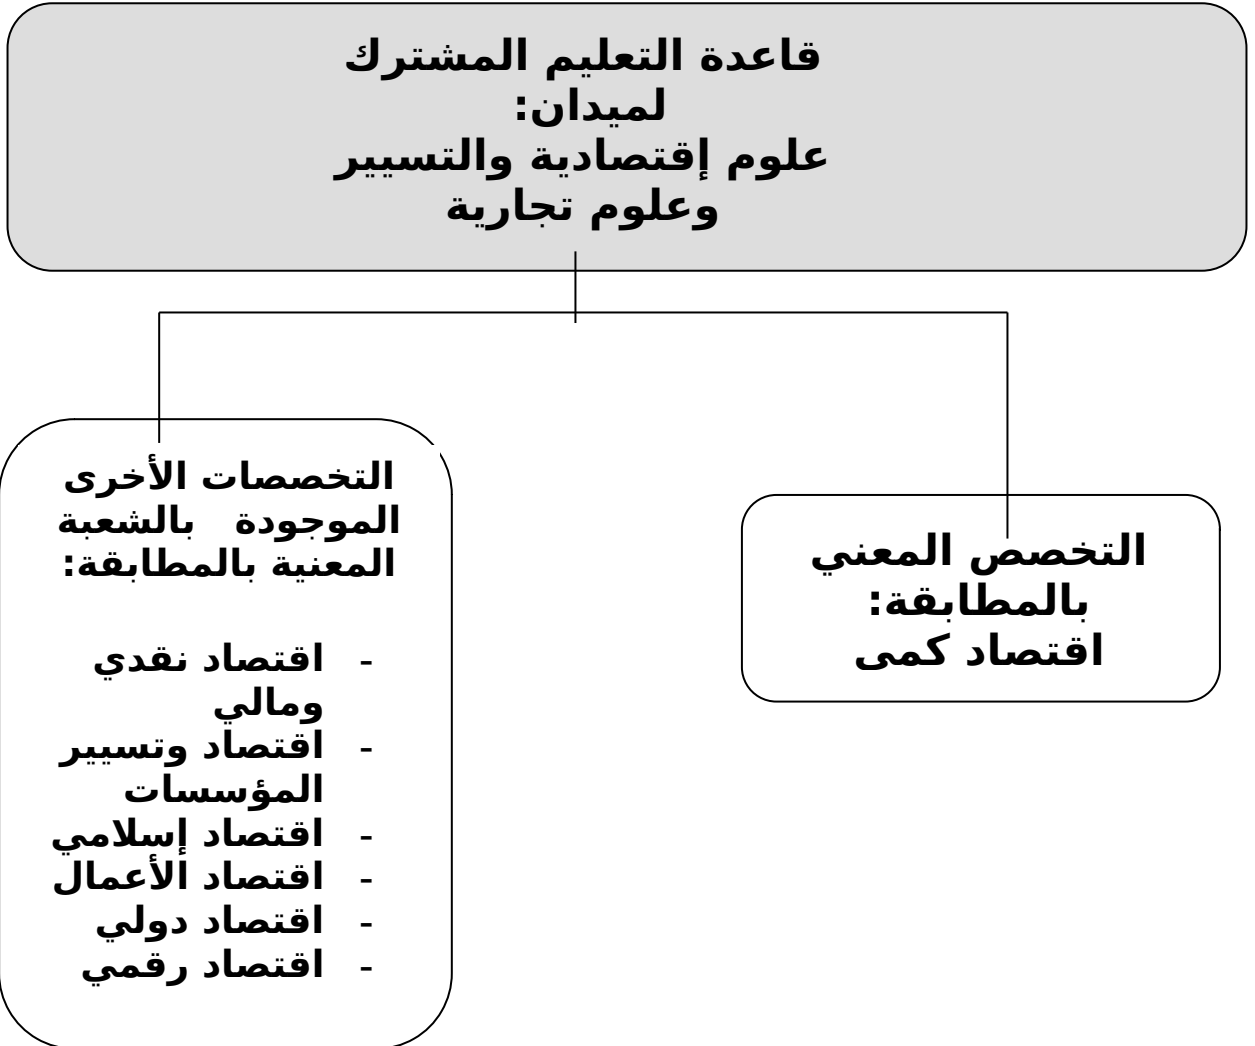 قاعدة التعليم المشترك
لميدان:
علوم إقتصادية والتسيير
وعلوم تجارية
التخصص المعني
بالمطابقة:
اقتصاد كمى
التخصصات الأخرى
الموجودة بالشعبة
المعنية بالمطابقة:
- اقتصاد نقدي
ومالي
- اقتصاد وتسيير
المؤسسات
- اقتصاد إسلامي
- اقتصاد الأعمال
- اقتصاد دولي
- اقتصاد رقمي